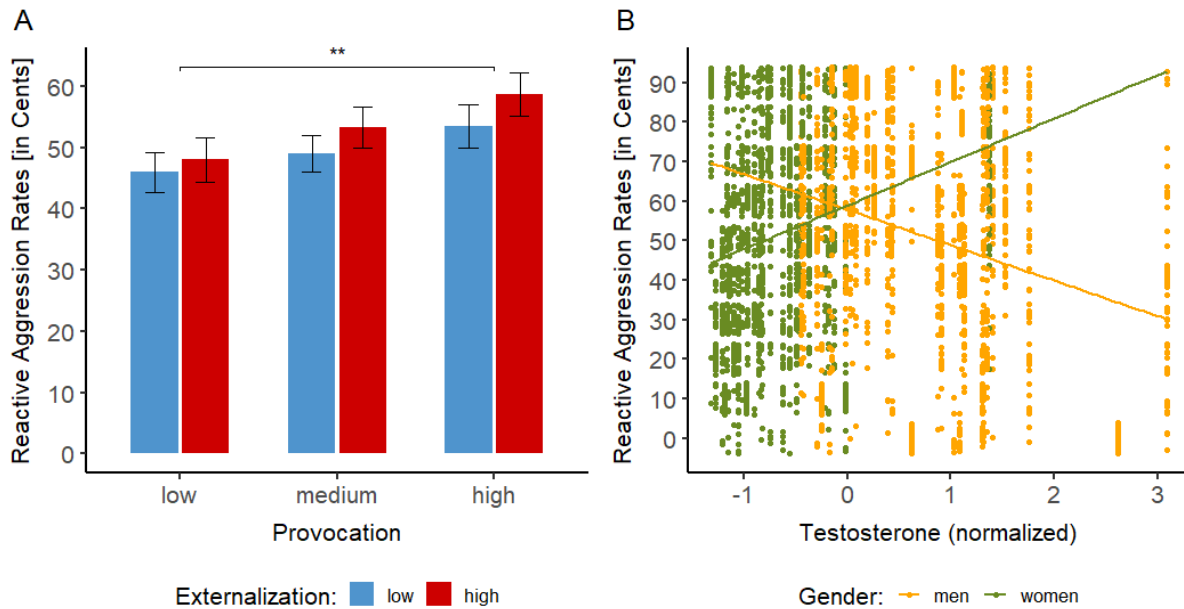 A
Reactive Aggression Rates [in Cents]
60
50
40
30
20
10
0
**
low medium high
Provocation
Externalization: low high
B
Reactive Aggression Rates [in Cents]
90
80
70
60
50
40
30
20
10
0
-1 0 1 2 3
Testosterone (normalized)
Gender: men women